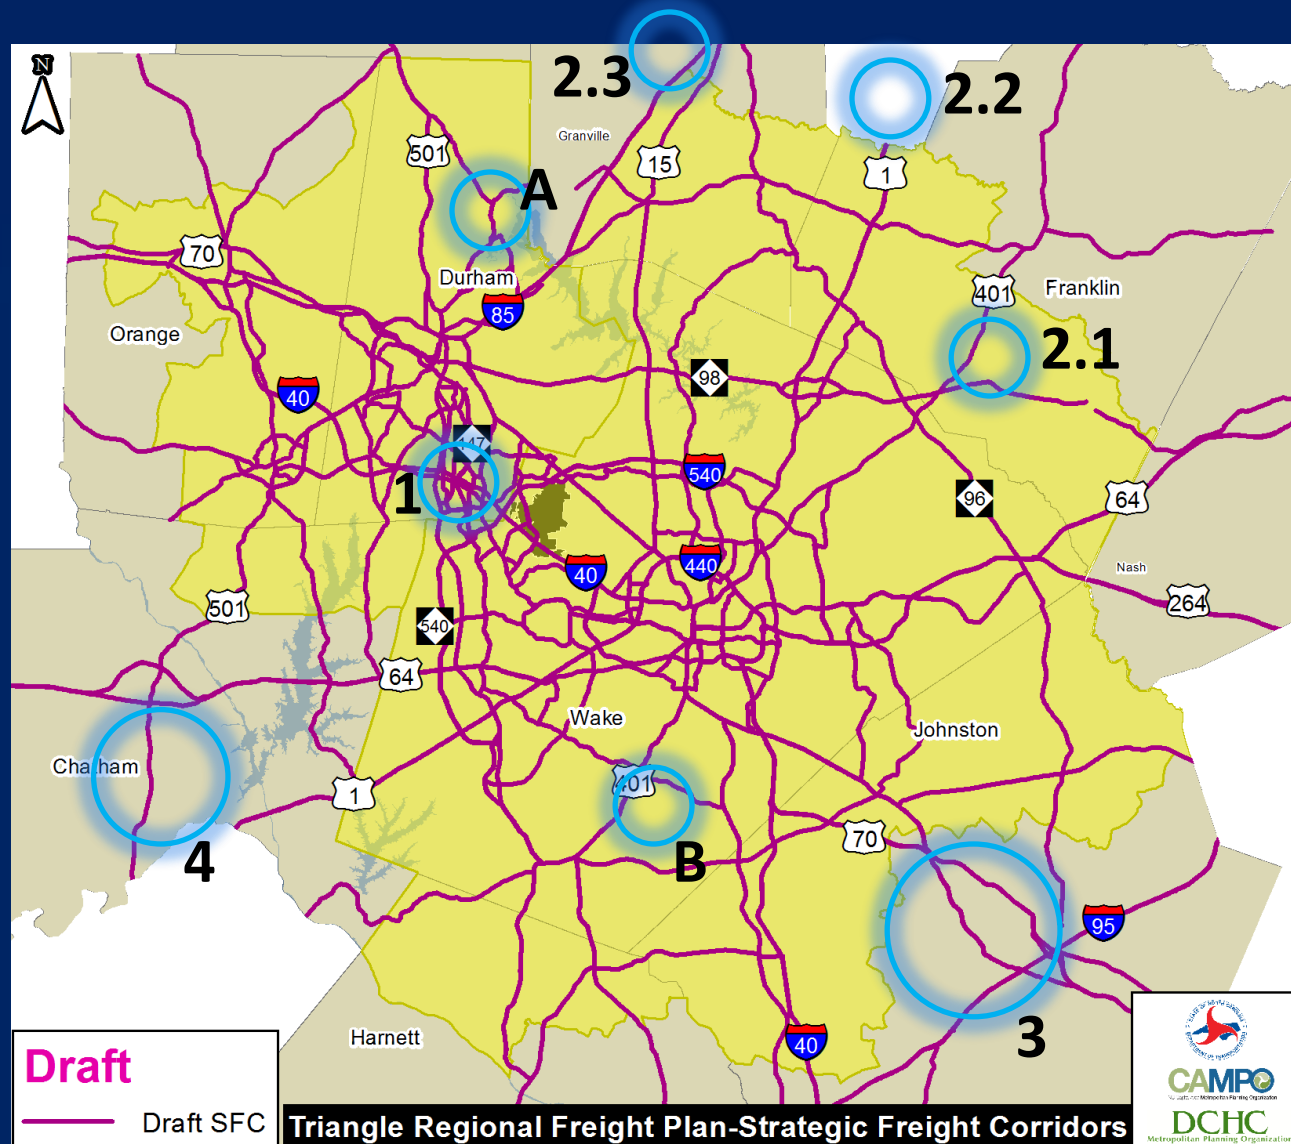 N
2.3
2.2
Granville
501
15
1
A
70
Durham
401
Franklin
85
Orange
2.1
98
40
147
540
1
96
64
40
440
Nash
264
501
540
64
Wake
Johnston
Chatham
401
1
4
B
70
95
3
Harnett
40
Draft
Draft SFC
Triangle Regional Freight Plan-Strategic Freight Corridors
CAMPO
DCHC
Metropolitan Planning Organization